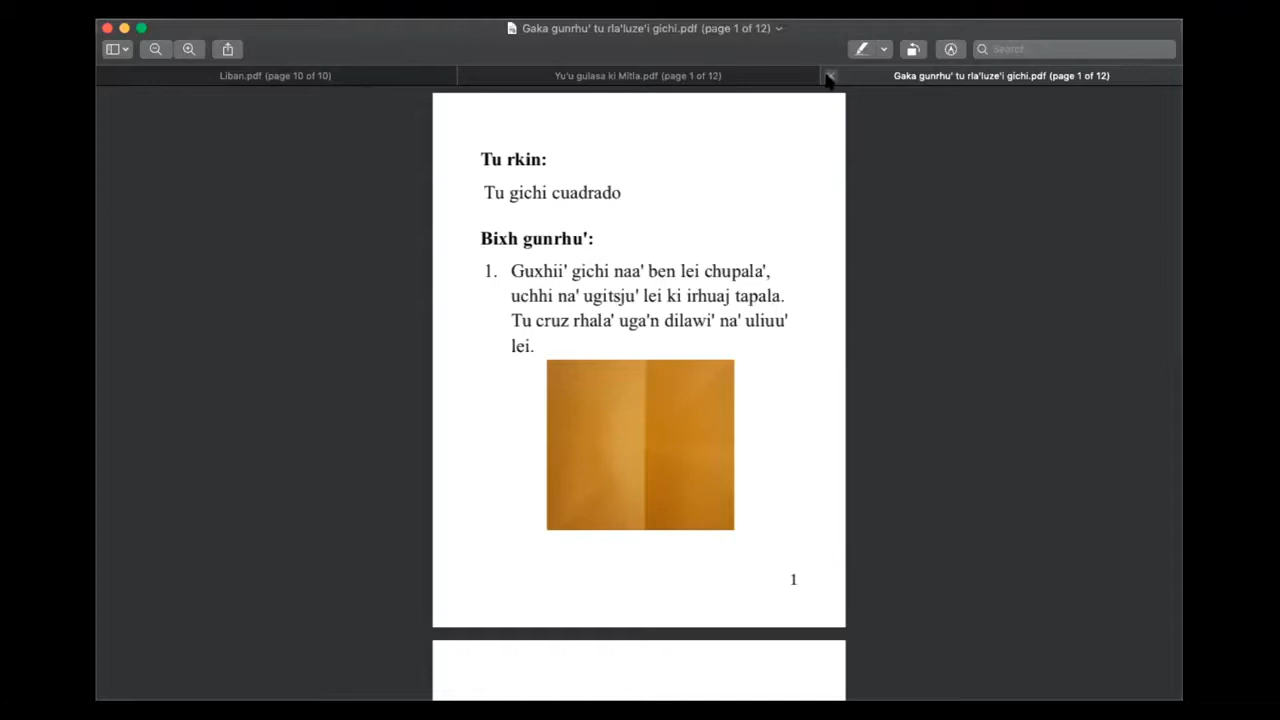 Gaka gunrhu' tu rla'luze'i gichi.pdf (page 1 of 12)
Search
Liban.pdf (page 10 of 10)
Yu'u gulasa ki Mitla.pdf (page 1 of 12)
Gaka gunrhu' tu rla'luze'i gichi.pdf (page 1 of 12)
Tu rkin:
Tu gichi cuadrado
Bixh gunrhu':
1. Guxhii' gichi naa' ben lei chupala',
uchhi na' ugitsju' lei ki irhuaj tapala.
Tu cruz rhala' uga'n dilawi' na' uliuu'
lei.
1